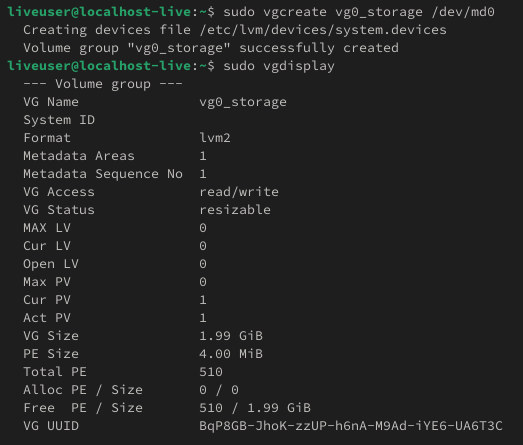 liveuser@localhost-live:~$ sudo vgcreate vg0_storage /dev/md0
  Creating devices file /etc/lvm/devices/system.devices
  Volume group "vg0_storage" successfully created
liveuser@localhost-live:~$ sudo vgdisplay
  --- Volume group ---
  VG Name               vg0_storage
  System ID
  Format                lvm2
  Metadata Areas        1
  Metadata Sequence No  1
  VG Access             read/write
  VG Status             resizable
  MAX LV                0
  Cur LV                0
  Open LV               0
  Max PV                0
  Cur PV                1
  Act PV                1
  VG Size               1.99 GiB
  PE Size               4.00 MiB
  Total PE              510
  Alloc PE / Size       0 / 0
  Free  PE / Size       510 / 1.99 GiB
  VG UUID               BqP8GB-JhoK-zzUP-h6nA-M9Ad-iYE6-UA6T3C